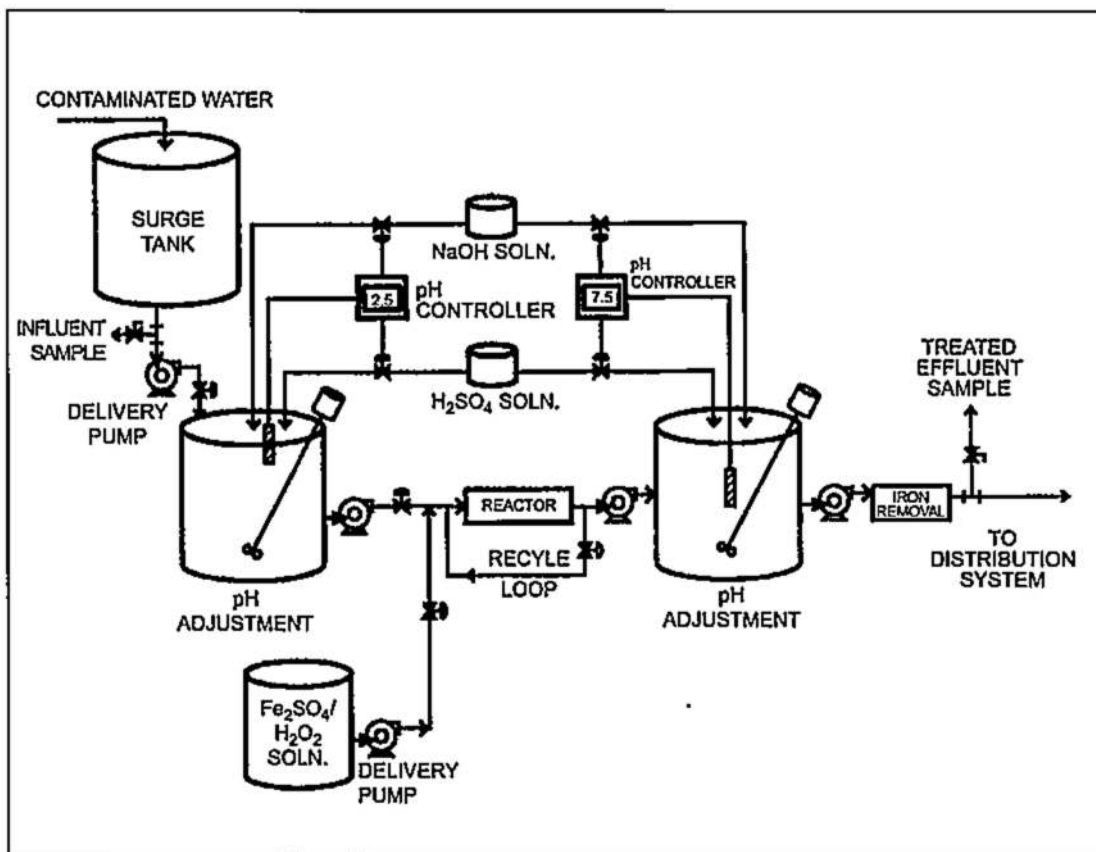 CONTAMINATED WATER
SURGE
TANK
NaOH SOLN.
pH
CONTROLLER
2.5
pH
CONTROLLER
7.5
INFLUENT
SAMPLE
DELIVERY
PUMP
H₂SO₄ SOLN.
TREATED
EFFLUENT
SAMPLE
REACTOR
IRON
REMOVAL
RECYLE
LOOP
TO
DISTRIBUTION
SYSTEM
pH
ADJUSTMENT
pH
ADJUSTMENT
Fe₂SO₄/
H₂O₂
SOLN.
DELIVERY
PUMP